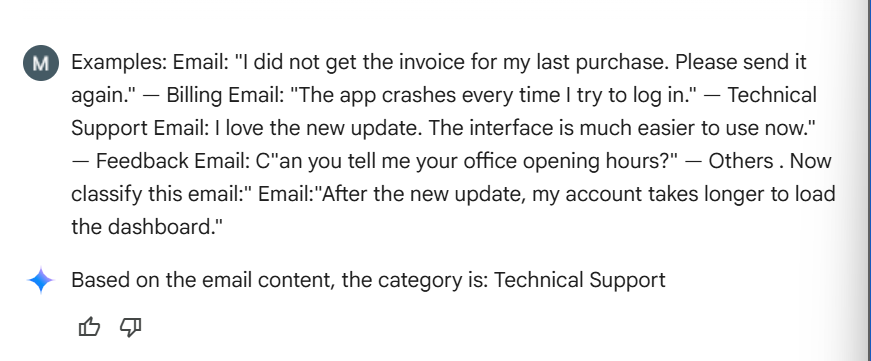 M
Examples: Email: "I did not get the invoice for my last purchase. Please send it
again." — Billing Email: "The app crashes every time I try to log in." — Technical
Support Email: I love the new update. The interface is much easier to use now."
— Feedback Email: C"an you tell me your office opening hours?" — Others . Now
classify this email:" Email:"After the new update, my account takes longer to load
the dashboard."
Based on the email content, the category is: Technical Support